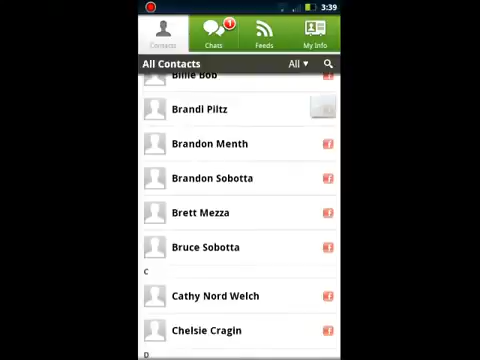 3:39
1
Contacts
Chats
Feeds
My Info
All Contacts
All
Billie Bob
Brandl Piltz
Brandon Menth
Brandon Sobotta
Brett Mezza
Bruce Sobotta
C
Cathy Nord Welch
Chelsie Cragin
D